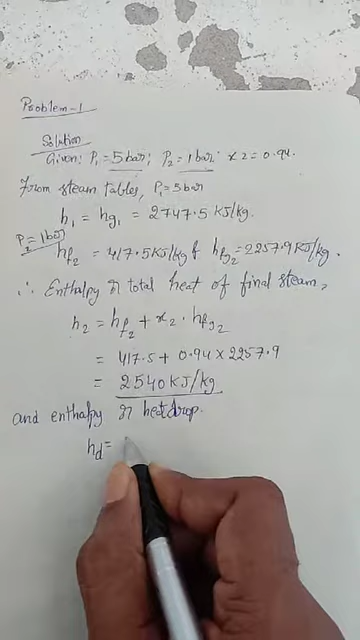 Problem-1
Solution
Given: P₁ = 5 bar; P₂ = 1 bar; x2 = 0.94.
From steam tables, P₁ = 5 bar
h₁ = hg₁ = 2747.5 KJ/kg.
P₂ = 1 bar
hf₂ = 417.5 KJ/kg & hfg₂ = 2257.9 KJ/kg.
∴ Enthalpy or total heat of final steam,
h₂ = hf₂ + x₂ · hfg₂
= 417.5 + 0.94 × 2257.9
= 2540 KJ/kg
and enthalpy or heat drop.
hd =